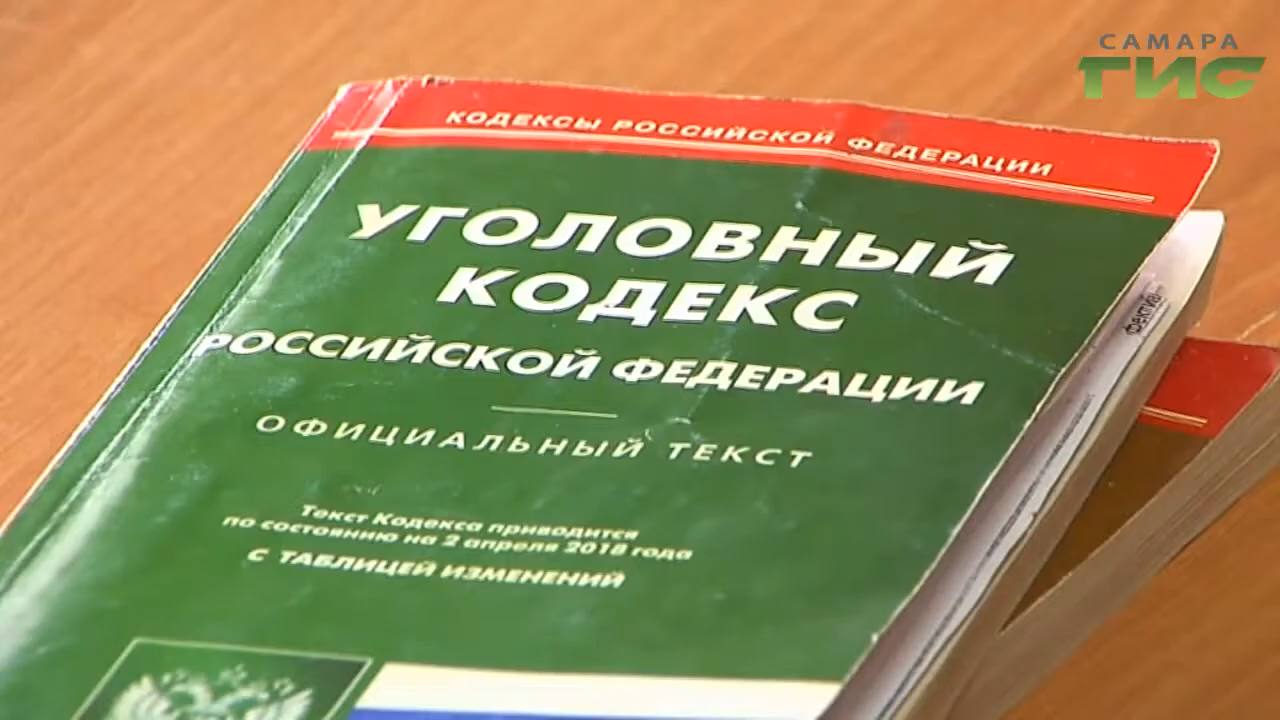 САМАРА
ГИС
КОДЕКСЫ РОССИЙСКОЙ ФЕДЕРАЦИИ
УГОЛОВНЫЙ
КОДЕКС
РОССИЙСКОЙ ФЕДЕРАЦИИ
ОФИЦИАЛЬНЫЙ ТЕКСТ
Текст Кодекса приводится
по состоянию на 2 апреля 2018 года
С ТАБЛИЦЕЙ ИЗМЕНЕНИЙ